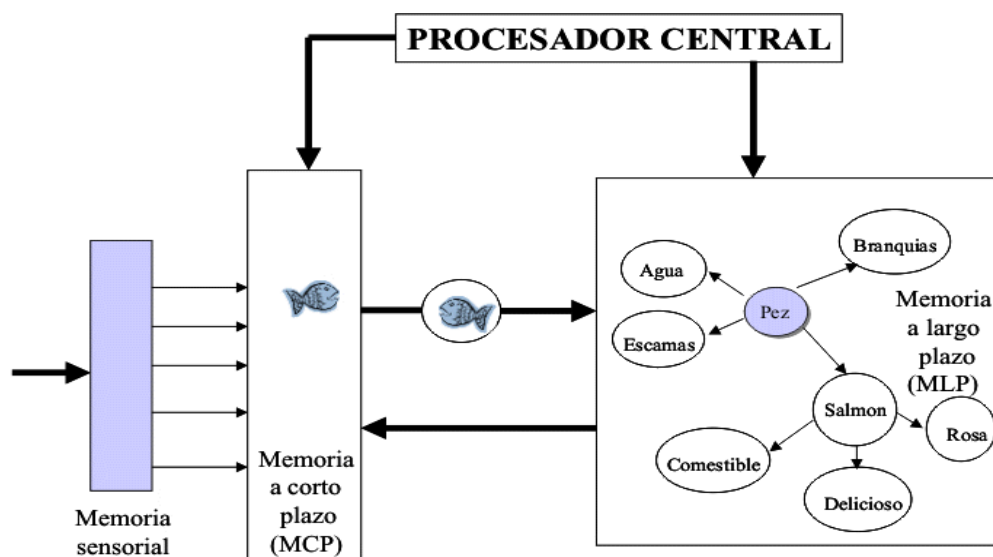 PROCESADOR CENTRAL
Memoria
sensorial
Memoria
a corto
plazo
(MCP)
Agua
Branquias
Pez
Escamas
Memoria
a largo
plazo
(MLP)
Salmon
Rosa
Comestible
Delicioso